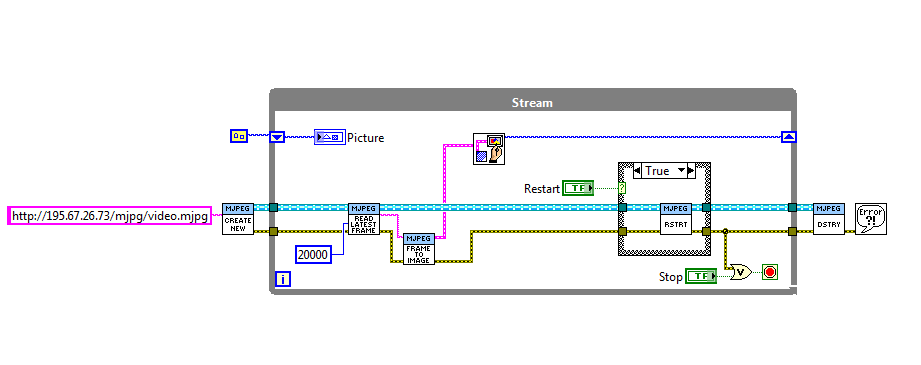 Stream
Picture
True
Restart
TF
?
http://195.67.26.73/mjpg/video.mjpg
MJPEG
CREATE
NEW
MJPEG
READ
LATEST
FRAME
MJPEG
FRAME
TO
IMAGE
MJPEG
RSTRT
MJPEG
DSTRY
Error
?!
20000
Stop
TF
V
i